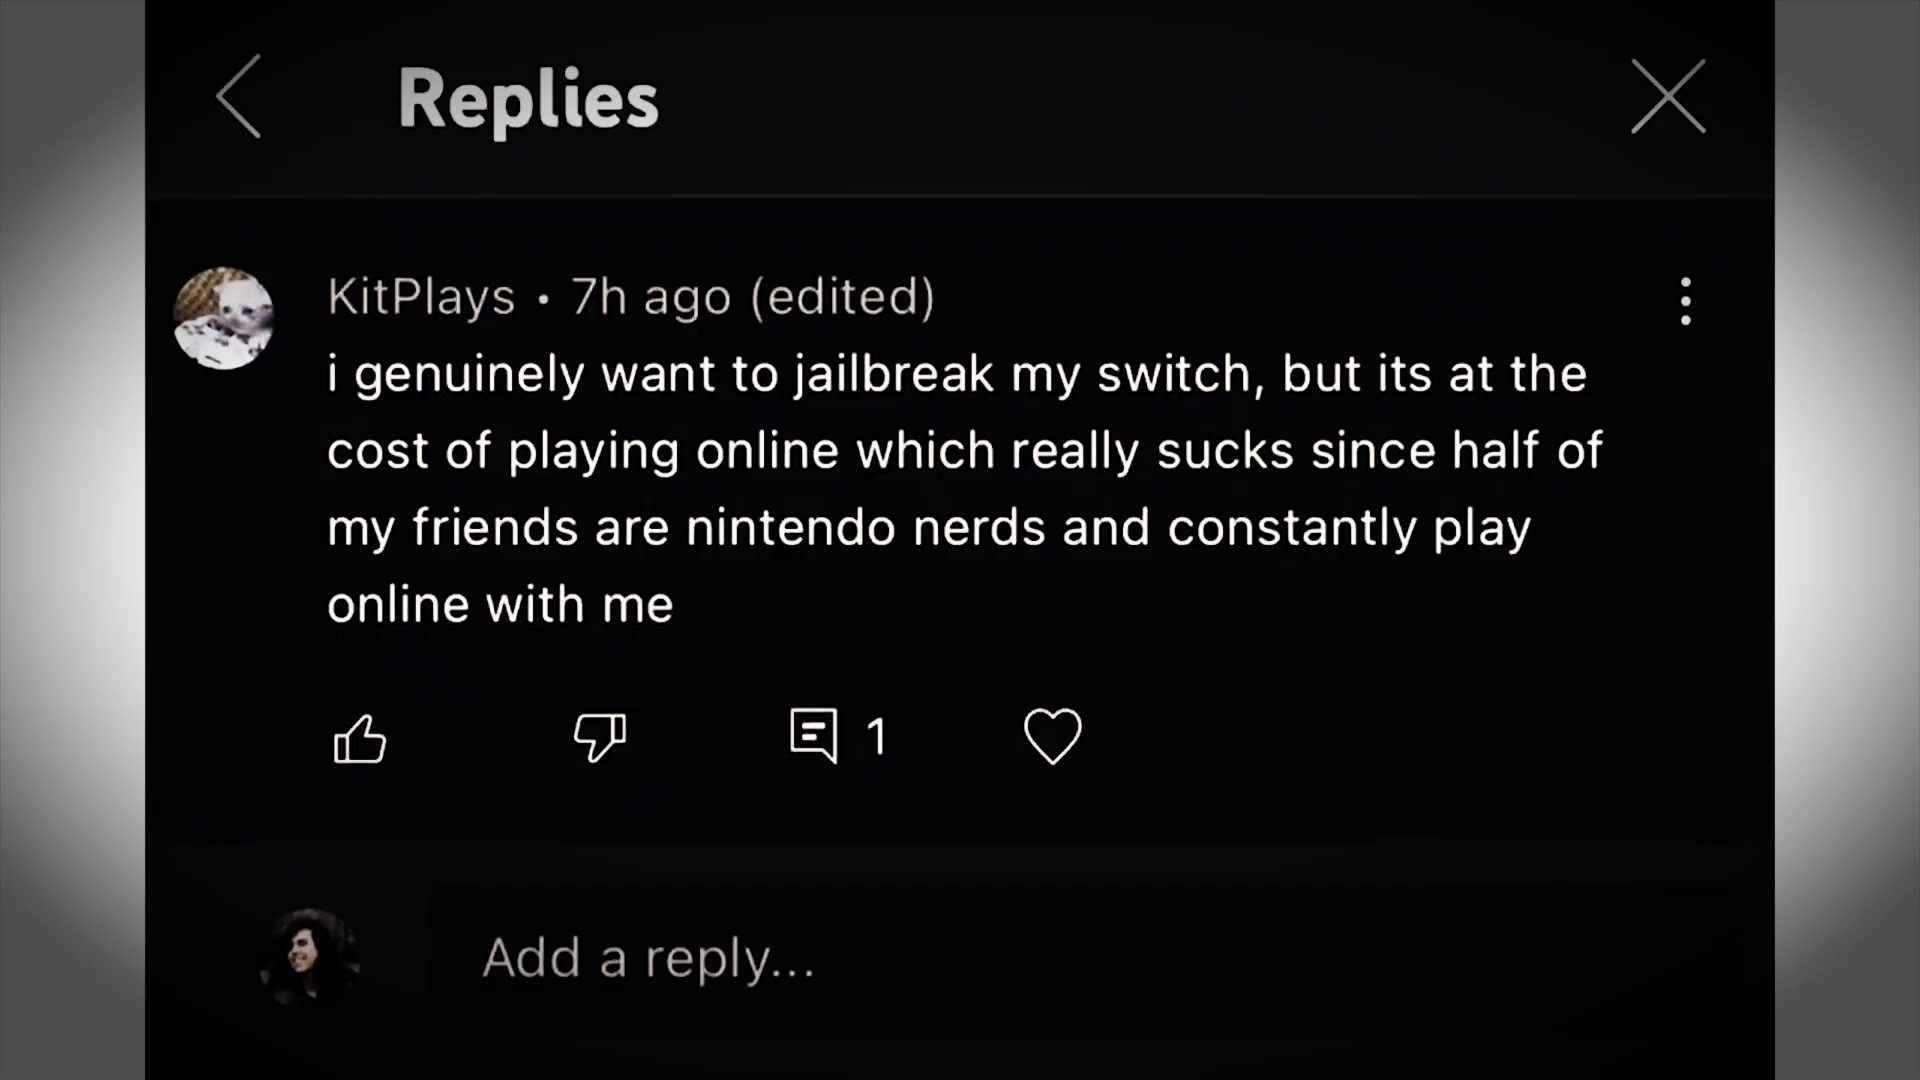 Replies
KitPlays • 7h ago (edited)
i genuinely want to jailbreak my switch, but its at the
cost of playing online which really sucks since half of
my friends are nintendo nerds and constantly play
online with me
1
Add a reply...